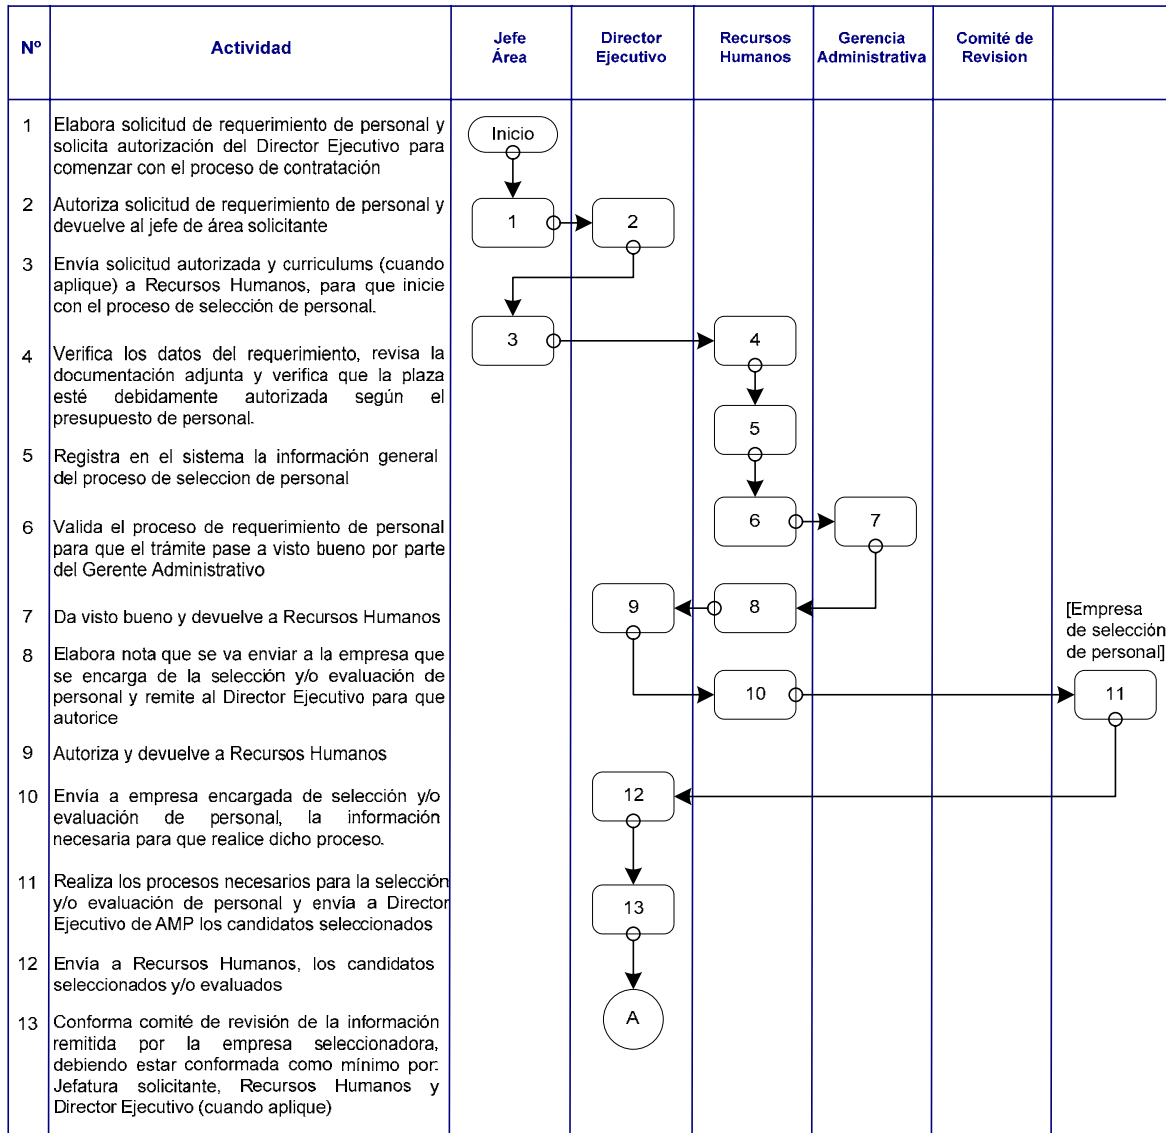 Nº
Actividad
Jefe
Área
Director
Ejecutivo
Recursos
Humanos
Gerencia
Administrativa
Comité de
Revision
1
Elabora solicitud de requerimiento de personal y
solicita autorización del Director Ejecutivo para
comenzar con el proceso de contratación
2
Autoriza solicitud de requerimiento de personal y
devuelve al jefe de área solicitante
3
Envía solicitud autorizada y curriculums (cuando
aplique) a Recursos Humanos, para que inicie
con el proceso de selección de personal.
4
Verifica los datos del requerimiento, revisa la
documentación adjunta y verifica que la plaza
esté debidamente autorizada según el
presupuesto de personal.
5
Registra en el sistema la información general
del proceso de seleccion de personal
6
Valida el proceso de requerimiento de personal
para que el trámite pase a visto bueno por parte
del Gerente Administrativo
7
Da visto bueno y devuelve a Recursos Humanos
8
Elabora nota que se va enviar a la empresa que
se encarga de la selección y/o evaluación de
personal y remite al Director Ejecutivo para que
autorice
9
Autoriza y devuelve a Recursos Humanos
10
Envía a empresa encargada de selección y/o
evaluación de personal, la información
necesaria para que realice dicho proceso.
11
Realiza los procesos necesarios para la selección
y/o evaluación de personal y envía a Director
Ejecutivo de AMP los candidatos seleccionados
12
Envía a Recursos Humanos, los candidatos
seleccionados y/o evaluados
13
Conforma comité de revisión de la información
remitida por la empresa seleccionadora,
debiendo estar conformada como mínimo por:
Jefatura solicitante, Recursos Humanos y
Director Ejecutivo (cuando aplique)
Inicio
1
2
3
4
5
6
7
8
9
10
[Empresa
de selección
de personal]
11
12
13
A